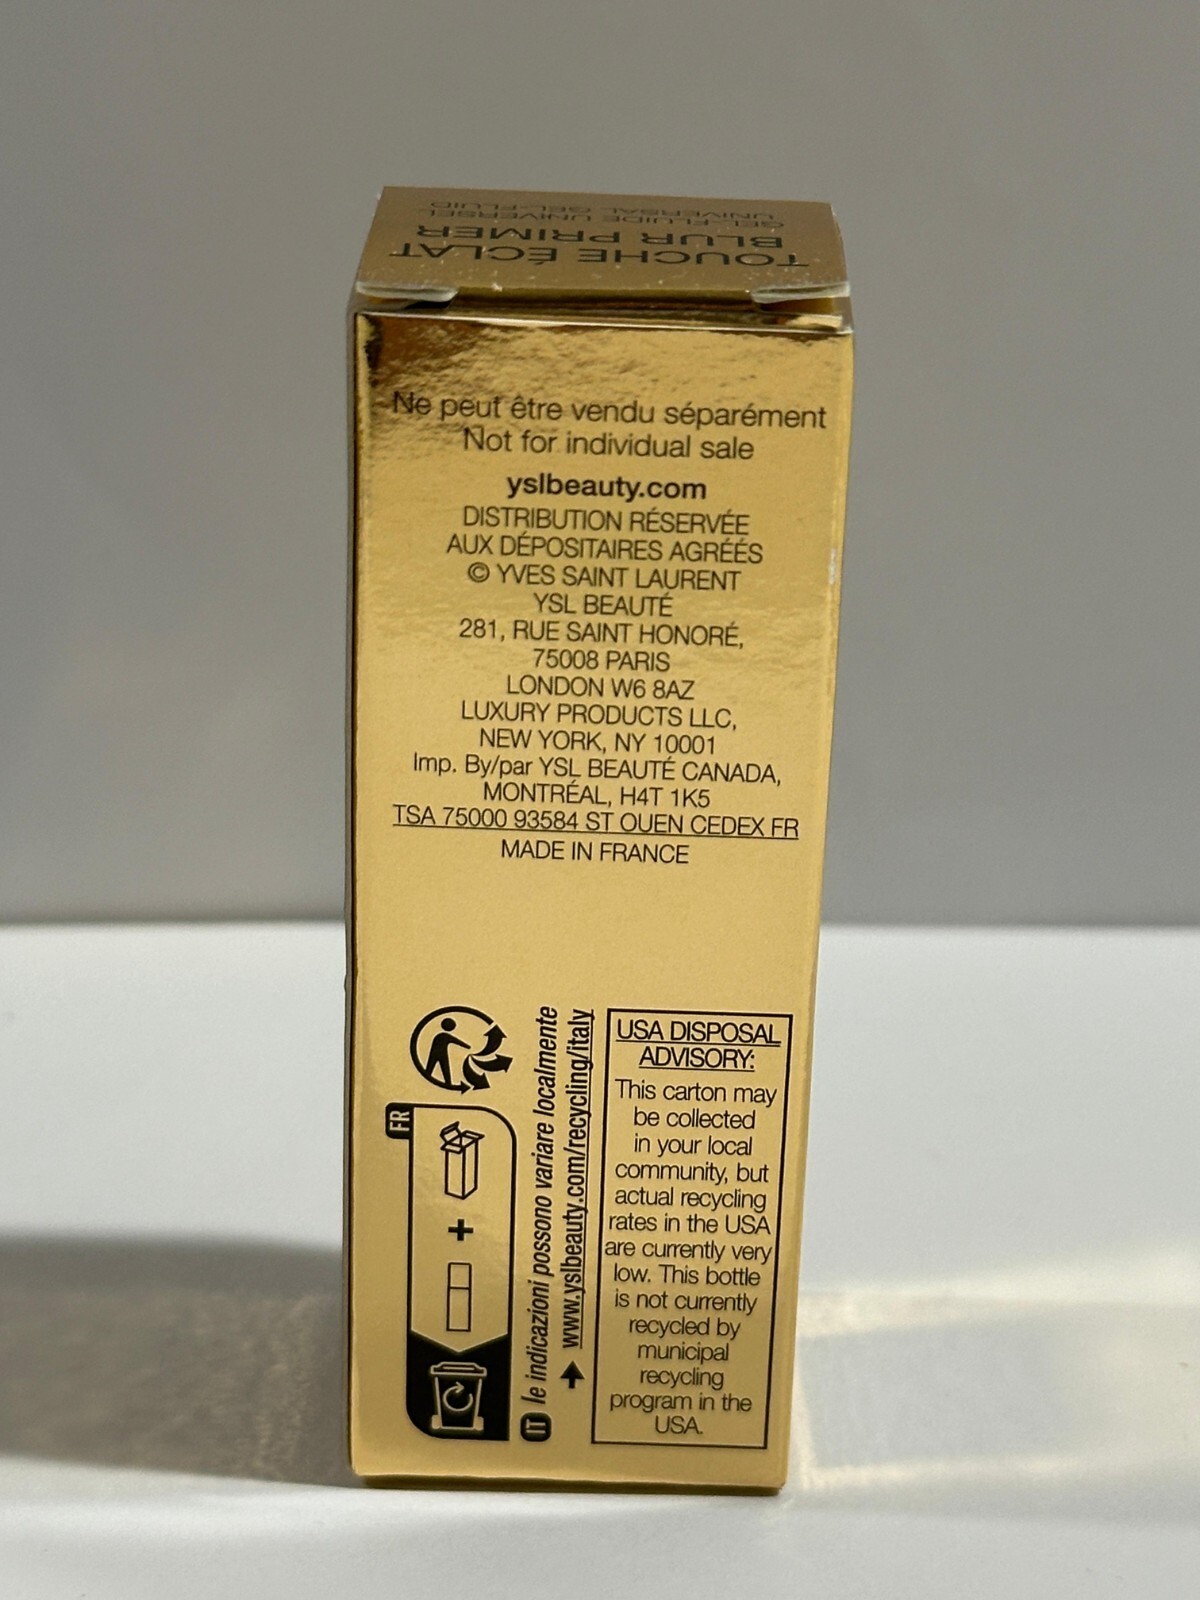 TOUCHE ÉCLAT
BLUR PRIMER
GEL-FLUIDE UNIVERSEL
UNIVERSAL GEL-FLUID
Ne peut être vendu séparément
Not for individual sale
yslbeauty.com
DISTRIBUTION RÉSERVÉE
AUX DÉPOSITAIRES AGRÉÉS
© YVES SAINT LAURENT
YSL BEAUTÉ
281, RUE SAINT HONORÉ,
75008 PARIS
LONDON W6 8AZ
LUXURY PRODUCTS LLC,
NEW YORK, NY 10001
Imp. By/par YSL BEAUTÉ CANADA,
MONTRÉAL, H4T 1K5
TSA 75000 93584 ST OUEN CEDEX FR
MADE IN FRANCE
FR
+
IT le indicazioni possono variare localmente
www.yslbeauty.com/recycling/italy
USA DISPOSAL
ADVISORY:
This carton may
be collected
in your local
community, but
actual recycling
rates in the USA
are currently very
low. This bottle
is not currently
recycled by
municipal
recycling
program in the
USA.